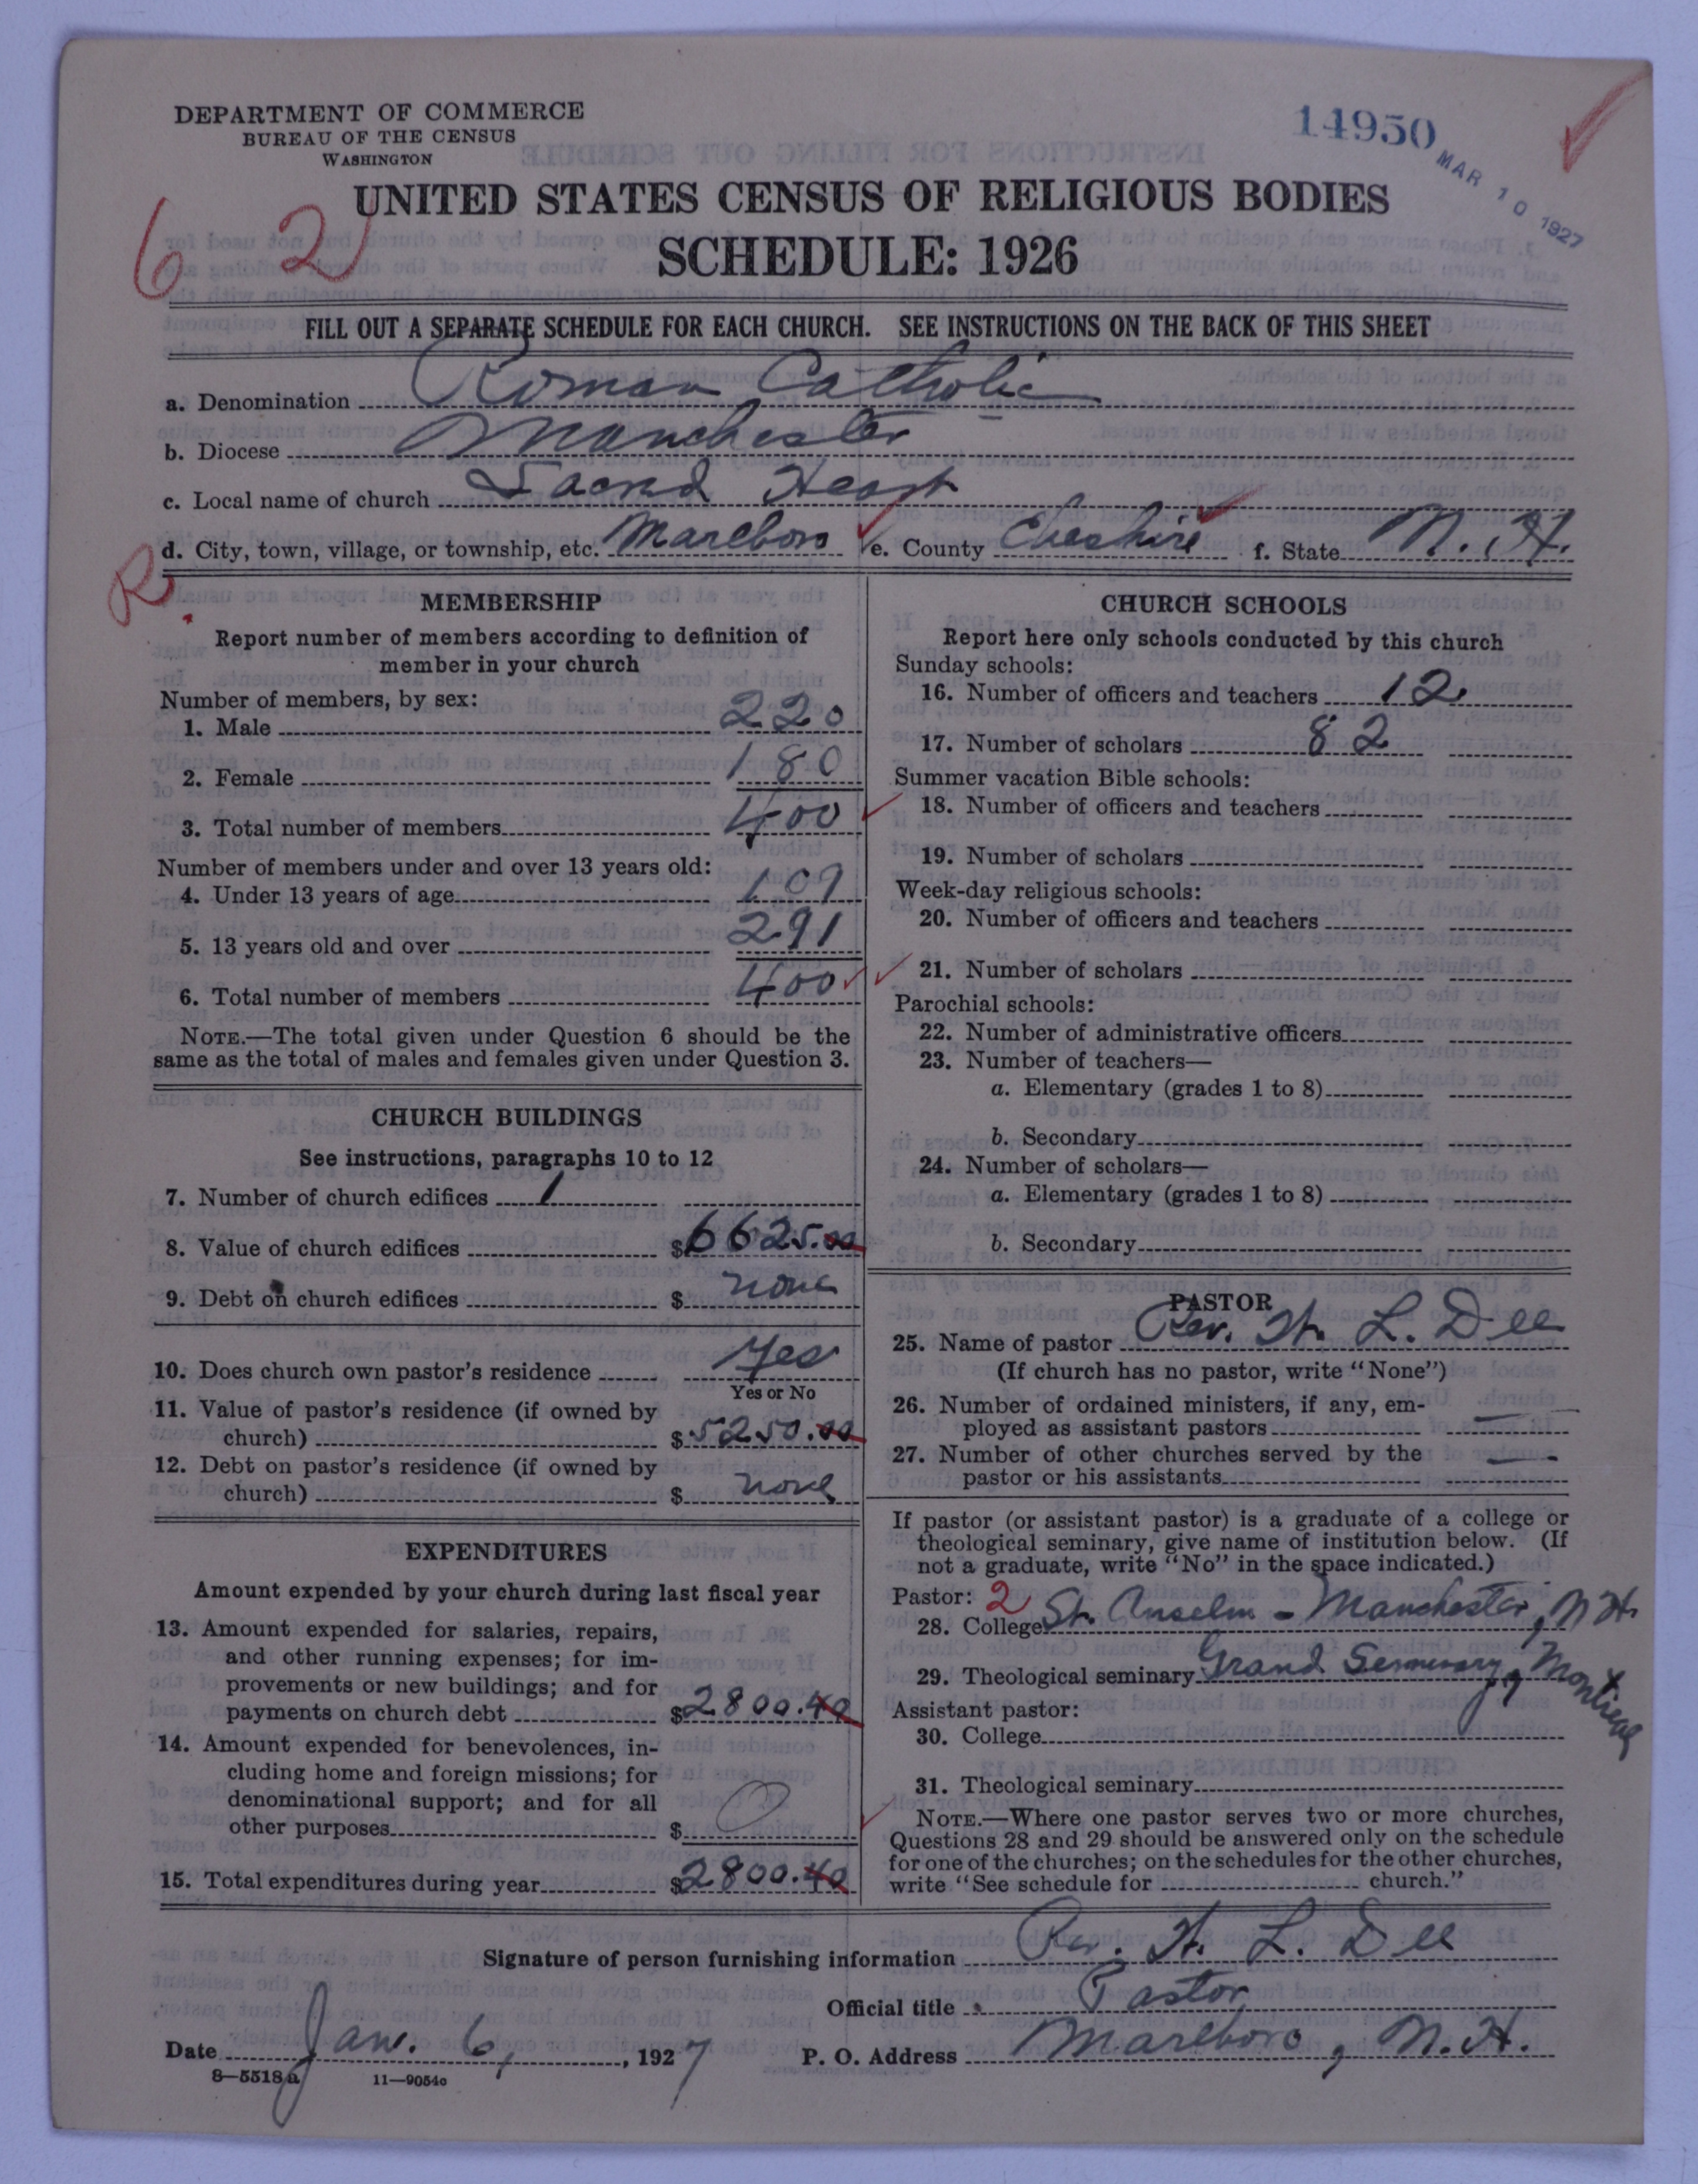 DEPARTMENT OF COMMERCE
BUREAU OF THE CENSUS
WASHINGTON
14950
MAR 10 1927
UNITED STATES CENSUS OF RELIGIOUS BODIES
6 2
SCHEDULE: 1926
FILL OUT A SEPARATE SCHEDULE FOR EACH CHURCH. SEE INSTRUCTIONS ON THE BACK OF THIS SHEET
a. Denomination Roman Catholic
b. Diocese Manchester
c. Local name of church Sacred Heart
d. City, town, village, or township, etc. Marlboro e. County Cheshire f. State N. H.
R
MEMBERSHIP
Report number of members according to definition of
member in your church
Number of members, by sex:
1. Male 220
2. Female 180
3. Total number of members 400
Number of members under and over 13 years old:
4. Under 13 years of age 109
5. 13 years old and over 291
6. Total number of members 400
NOTE.—The total given under Question 6 should be the
same as the total of males and females given under Question 3.
CHURCH BUILDINGS
See instructions, paragraphs 10 to 12
7. Number of church edifices 1
8. Value of church edifices $6625.00
9. Debt on church edifices $ none
10. Does church own pastor's residence Yes
Yes or No
11. Value of pastor's residence (if owned by
church) $5250.00
12. Debt on pastor's residence (if owned by
church) $ none
EXPENDITURES
Amount expended by your church during last fiscal year
13. Amount expended for salaries, repairs,
and other running expenses; for im-
provements or new buildings; and for
payments on church debt $2800.40
14. Amount expended for benevolences, in-
cluding home and foreign missions; for
denominational support; and for all
other purposes $ 0
15. Total expenditures during year $2800.40
CHURCH SCHOOLS
Report here only schools conducted by this church
Sunday schools:
16. Number of officers and teachers 12
17. Number of scholars 82
Summer vacation Bible schools:
18. Number of officers and teachers
19. Number of scholars
Week-day religious schools:
20. Number of officers and teachers
21. Number of scholars
Parochial schools:
22. Number of administrative officers
23. Number of teachers—
a. Elementary (grades 1 to 8)
b. Secondary
24. Number of scholars—
a. Elementary (grades 1 to 8)
b. Secondary
PASTOR
25. Name of pastor Rev. H. L. Dee
(If church has no pastor, write "None")
26. Number of ordained ministers, if any, em-
ployed as assistant pastors —
27. Number of other churches served by the
pastor or his assistants —
If pastor (or assistant pastor) is a graduate of a college or
theological seminary, give name of institution below. (If
not a graduate, write "No" in the space indicated.)
Pastor: 2
28. College St. Anselm - Manchester, N H.
29. Theological seminary Grand Seminary, Montreal
Assistant pastor:
30. College
31. Theological seminary
NOTE.—Where one pastor serves two or more churches,
Questions 28 and 29 should be answered only on the schedule
for one of the churches; on the schedules for the other churches,
write "See schedule for church."
Signature of person furnishing information Rev. H. L. Dee
Official title Pastor
Date Jan. 6, 1927 P. O. Address Marlboro, N. H.
8—5518a 11—9054c